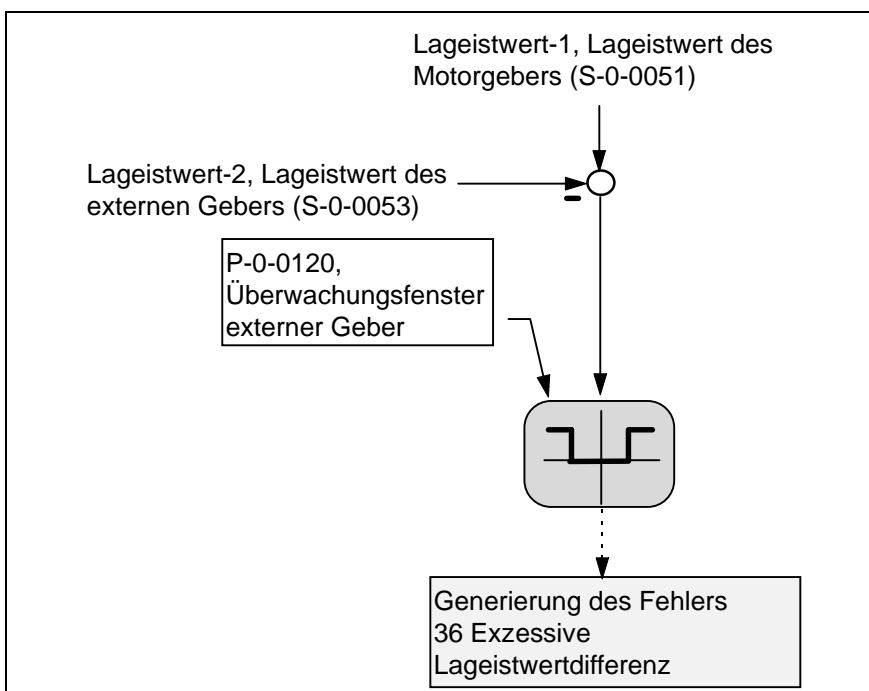 Lageistwert-1, Lageistwert des
Motorgebers (S-0-0051)
Lageistwert-2, Lageistwert des
externen Gebers (S-0-0053)
P-0-0120,
Überwachungsfenster
externer Geber
Generierung des Fehlers
36 Exzessive
Lageistwertdifferenz